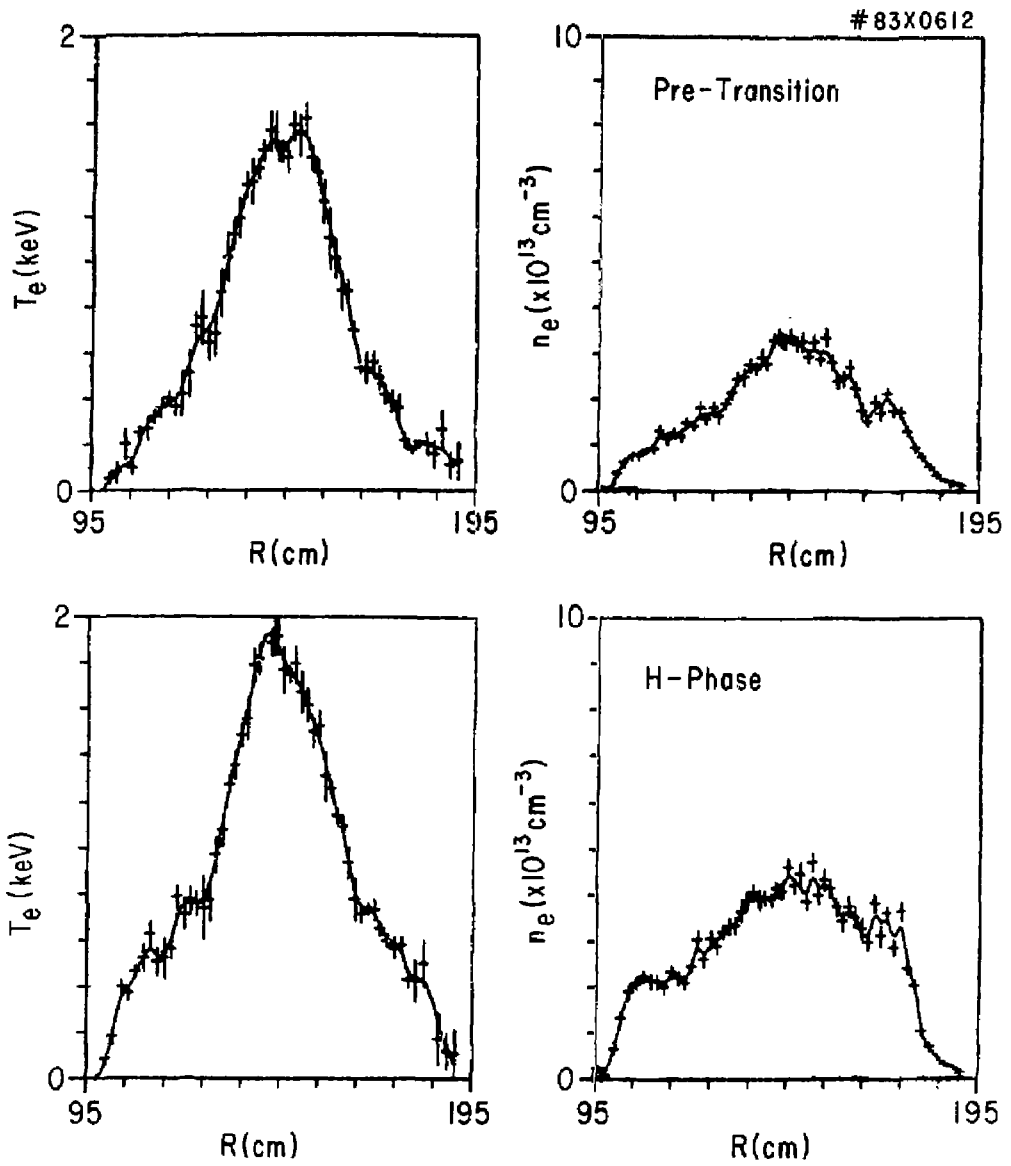 #83X0612
2
T_e (keV)
0
95
195
R(cm)
10
Pre-Transition
n_e (x10^13 cm^-3)
0
95
195
R(cm)
2
T_e (keV)
0
95
195
R(cm)
10
H-Phase
n_e (x10^13 cm^-3)
0
95
195
R(cm)